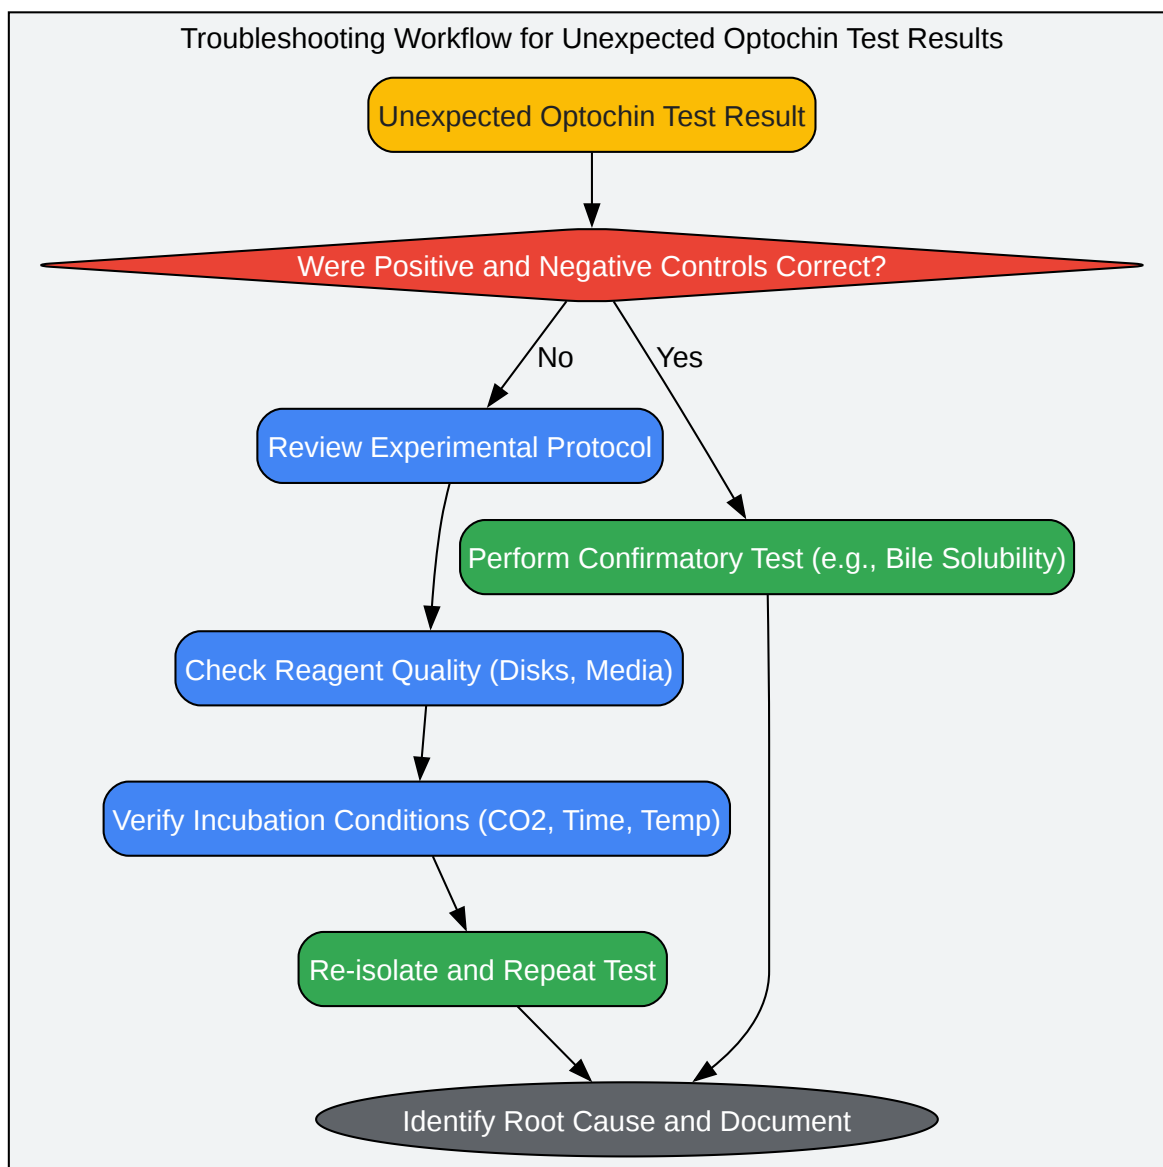 Troubleshooting Workflow for Unexpected Optochin Test Results
Unexpected Optochin Test Result
Were Positive and Negative Controls Correct?
No
Yes
Review Experimental Protocol
Perform Confirmatory Test (e.g., Bile Solubility)
Check Reagent Quality (Disks, Media)
Verify Incubation Conditions (CO2, Time, Temp)
Re-isolate and Repeat Test
Identify Root Cause and Document